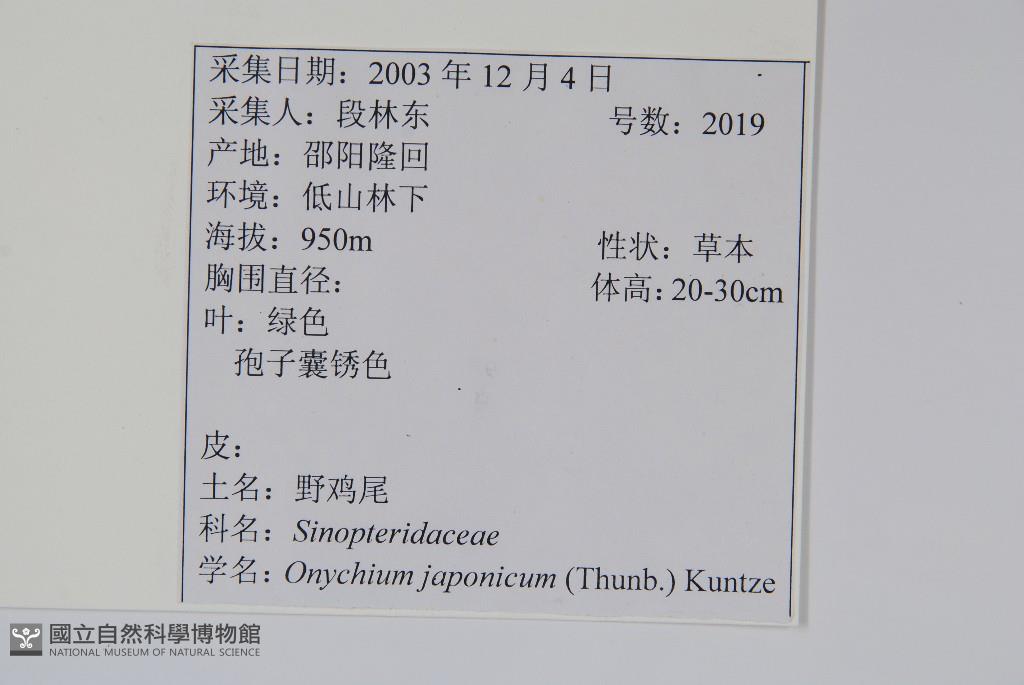 采集日期：2003 年 12 月 4 日
采集人：段林东 号数：2019
产地：邵阳隆回
环境：低山林下
海拔：950m 性状：草本
胸围直径： 体高：20-30cm
叶：绿色
孢子囊锈色
皮：
土名：野鸡尾
科名：Sinopteridaceae
学名：Onychium japonicum (Thunb.) Kuntze
國立自然科學博物館
NATIONAL MUSEUM OF NATURAL SCIENCE